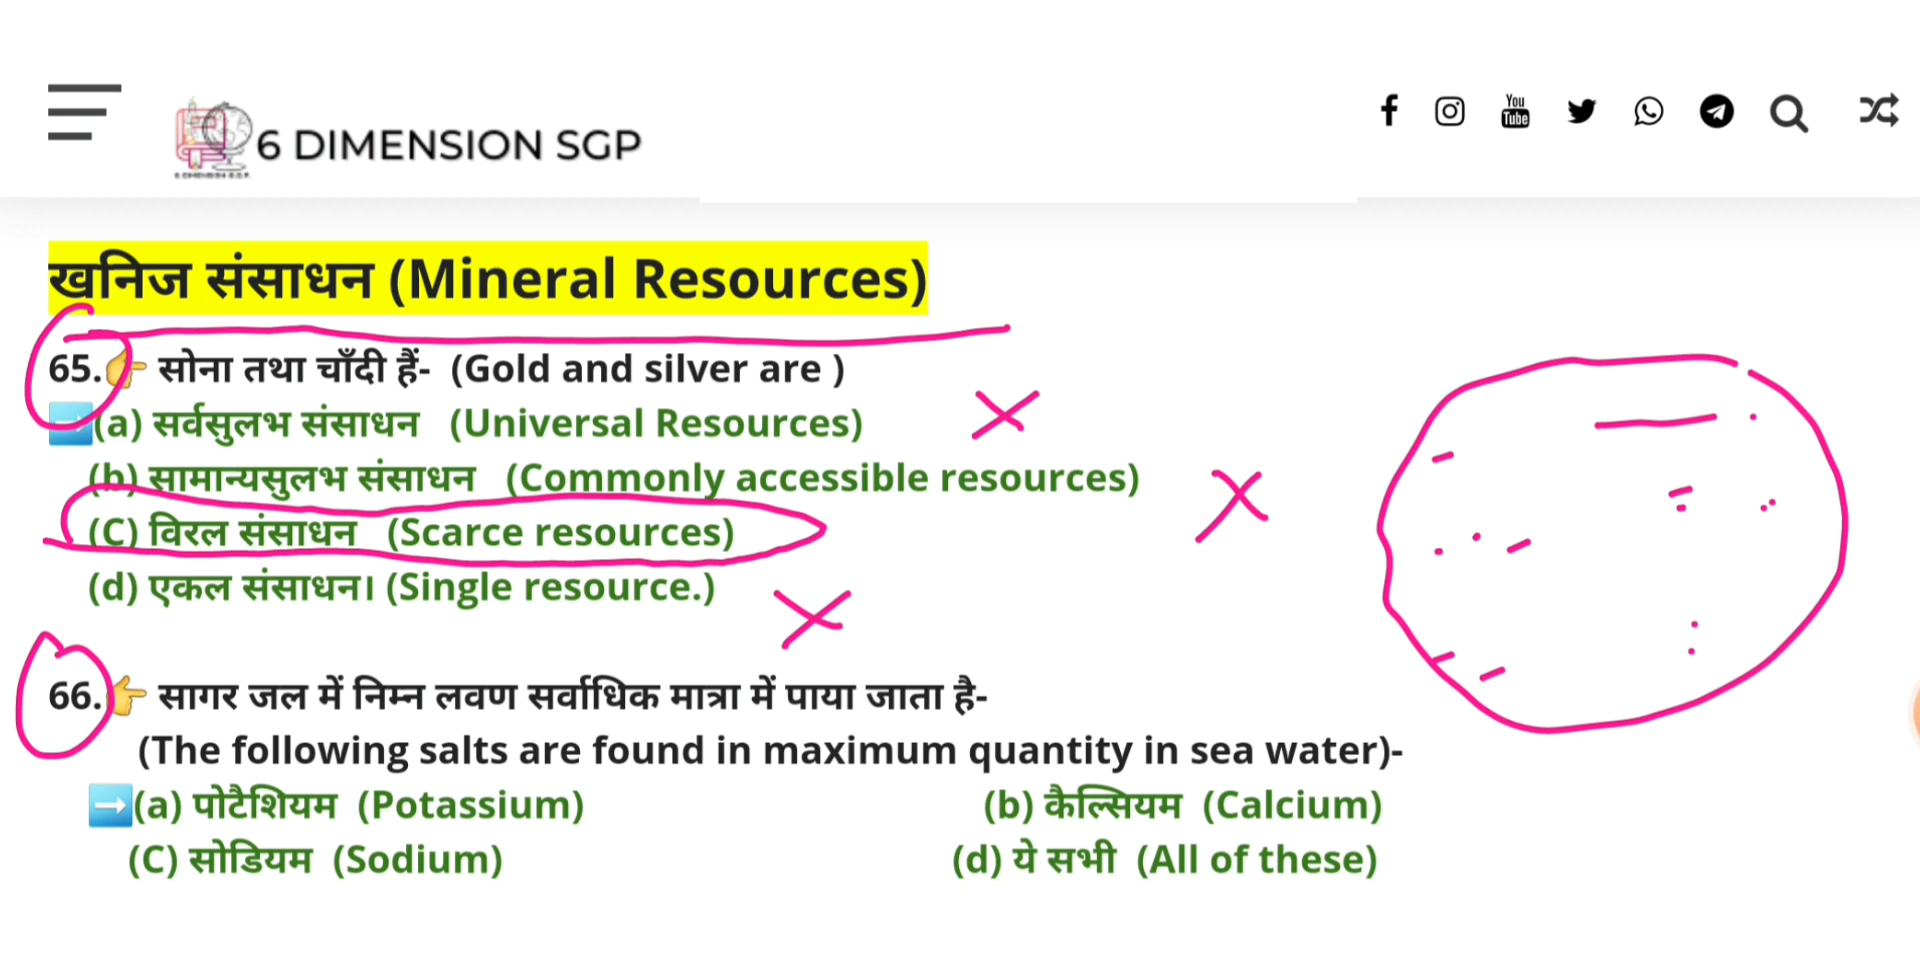 6 DIMENSION SGP
You
Tube
खनिज संसाधन (Mineral Resources)
65.👉 सोना तथा चाँदी हैं- (Gold and silver are )
➡(a) सर्वसुलभ संसाधन (Universal Resources)
(b) सामान्यसुलभ संसाधन (Commonly accessible resources)
(C) विरल संसाधन (Scarce resources)
(d) एकल संसाधन। (Single resource.)
66.👉 सागर जल में निम्न लवण सर्वाधिक मात्रा में पाया जाता है-
(The following salts are found in maximum quantity in sea water)-
➡(a) पोटैशियम (Potassium) (b) कैल्सियम (Calcium)
(C) सोडियम (Sodium) (d) ये सभी (All of these)